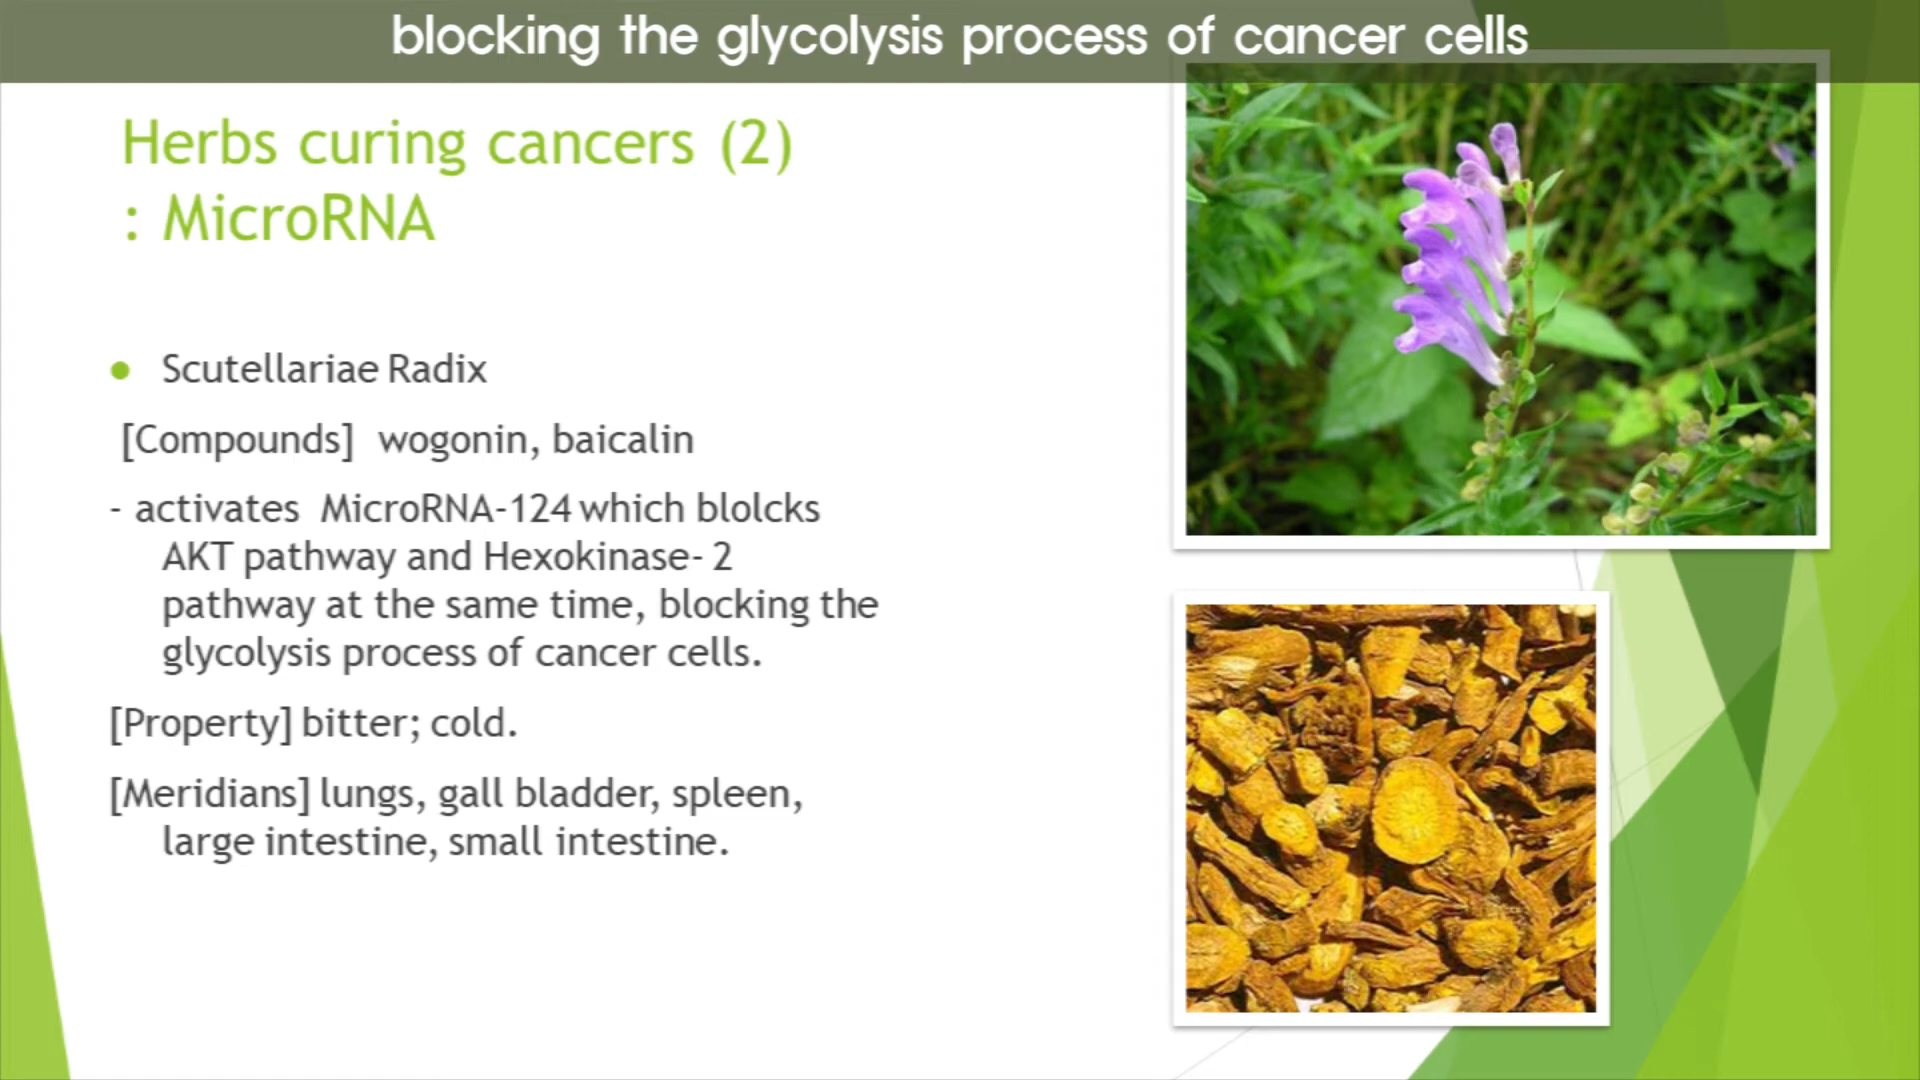 blocking the glycolysis process of cancer cells
Herbs curing cancers (2)
: MicroRNA
● Scutellariae Radix
[Compounds] wogonin, baicalin
- activates MicroRNA-124 which blolcks
AKT pathway and Hexokinase- 2
pathway at the same time, blocking the
glycolysis process of cancer cells.
[Property] bitter; cold.
[Meridians] lungs, gall bladder, spleen,
large intestine, small intestine.